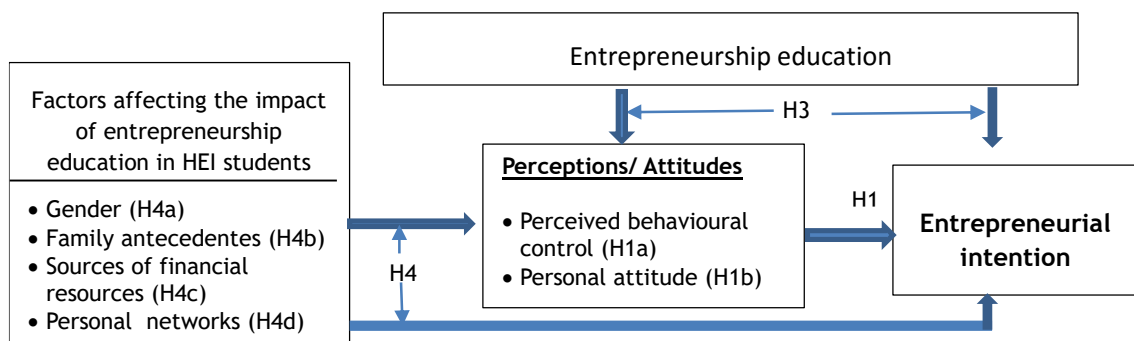 Entrepreneurship education
Factors affecting the impact
of entrepreneurship
education in HEI students
• Gender (H4a)
• Family antecedentes (H4b)
• Sources of financial
resources (H4c)
• Personal networks (H4d)
H3
Perceptions/ Attitudes
• Perceived behavioural
control (H1a)
• Personal attitude (H1b)
H1
Entrepreneurial
intention
H4